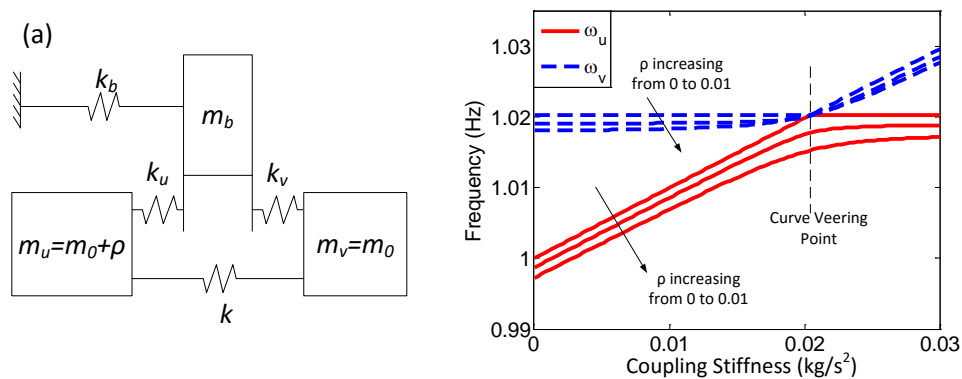 (a)
k_b
m_b
k_u
k_v
m_u=m_0+ρ
m_v=m_0
k
ω_u
ω_v
ρ increasing
from 0 to 0.01
Curve Veering
Point
ρ increasing
from 0 to 0.01
1.03
1.02
1.01
1
0.99
Frequency (Hz)
0
0.01
0.02
0.03
Coupling Stiffness (kg/s²)